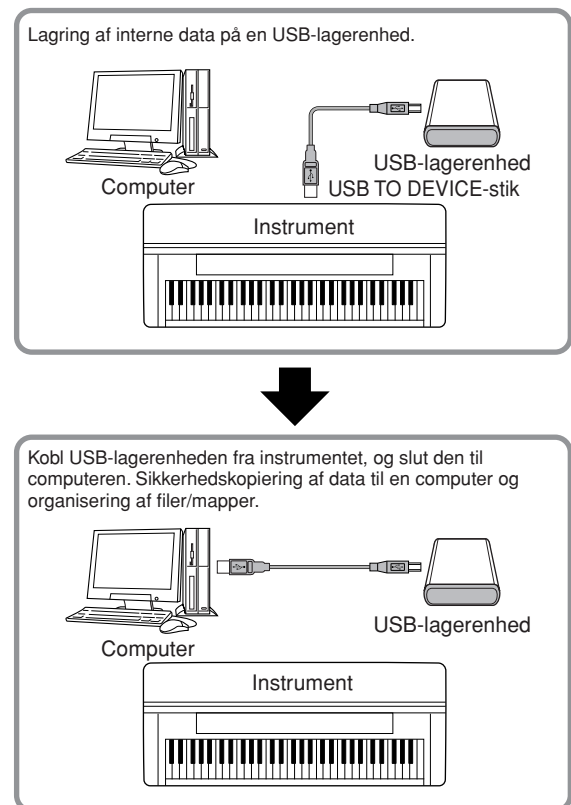 Lagring af interne data på en USB-lagerenhed.
USB-lagerenhed
Computer
USB TO DEVICE-stik
Instrument
Kobl USB-lagerenheden fra instrumentet, og slut den til
computeren. Sikkerhedskopiering af data til en computer og
organisering af filer/mapper.
USB-lagerenhed
Computer
Instrument